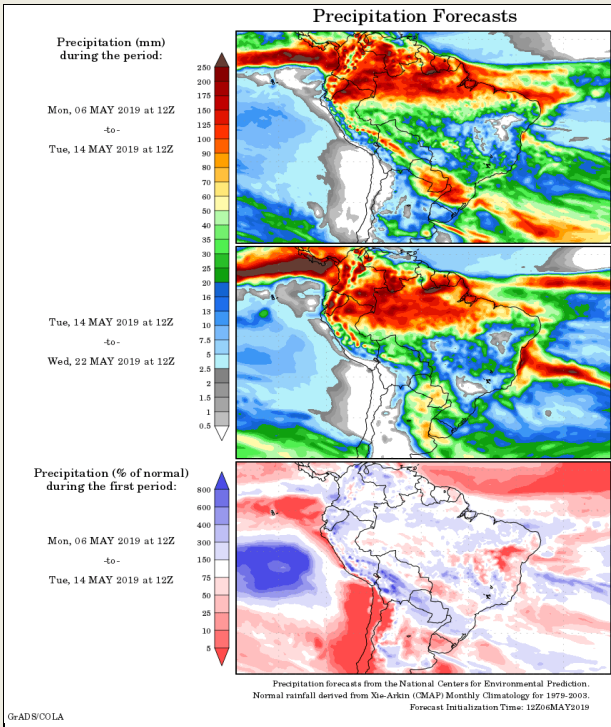 Precipitation Forecasts
Precipitation (mm)
during the period:
Mon, 06 MAY 2019 at 12Z
-to-
Tue, 14 MAY 2019 at 12Z
250
200
175
150
125
100
90
80
70
60
50
40
35
30
25
20
16
13
10
7.5
5
2.5
2
1.5
1
0.5
Tue, 14 MAY 2019 at 12Z
-to-
Wed, 22 MAY 2019 at 12Z
Precipitation (% of normal)
during the first period:
Mon, 06 MAY 2019 at 12Z
-to-
Tue, 14 MAY 2019 at 12Z
800
600
400
300
150
75
50
25
10
5
Precipitation forecasts from the National Centers for Environmental Prediction.
Normal rainfall derived from Xie-Arkin (CMAP) Monthly Climatology for 1979-2003.
Forecast Initialization Time: 12Z06MAY2019
GrADS/COLA